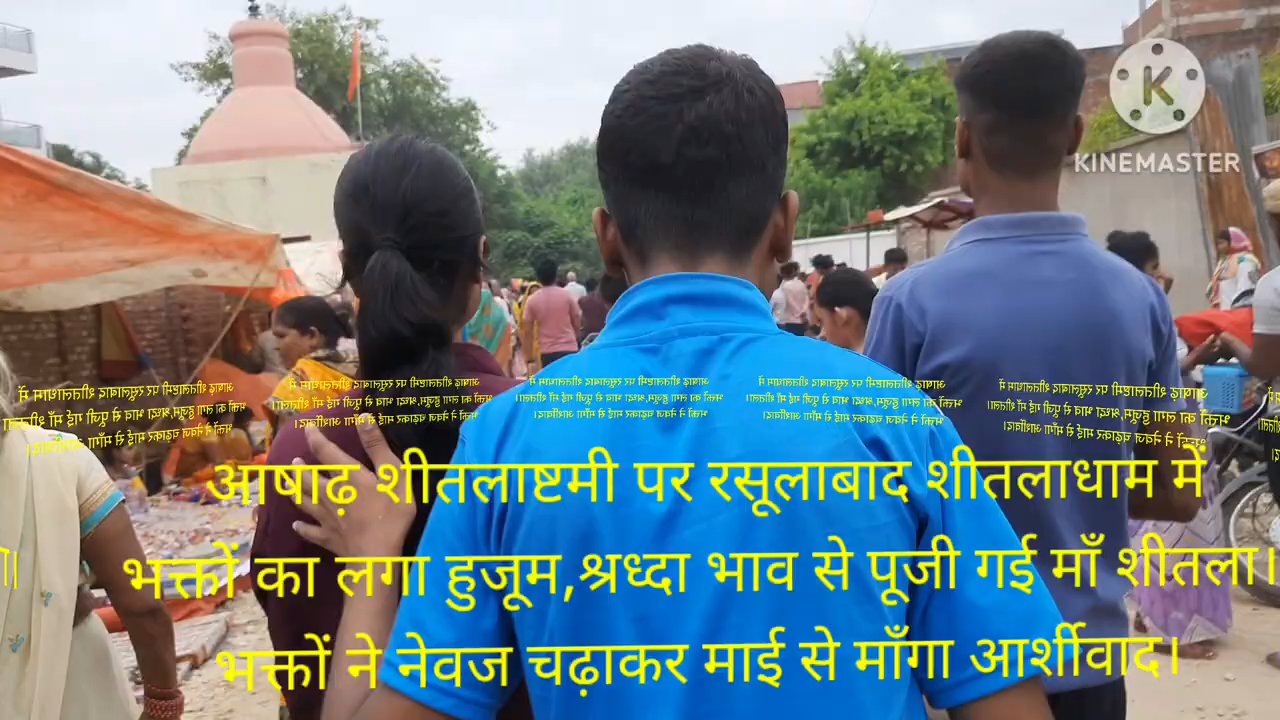 K
KINEMASTER
आषाढ़ शीतलाष्टमी पर रसूलाबाद शीतलाधाम में
भक्तों का लगा हुजूम,श्रध्दा भाव से पूजी गई माँ शीतला।
भक्तों ने नेवज चढ़ाकर माई से माँगा आर्शीवाद।